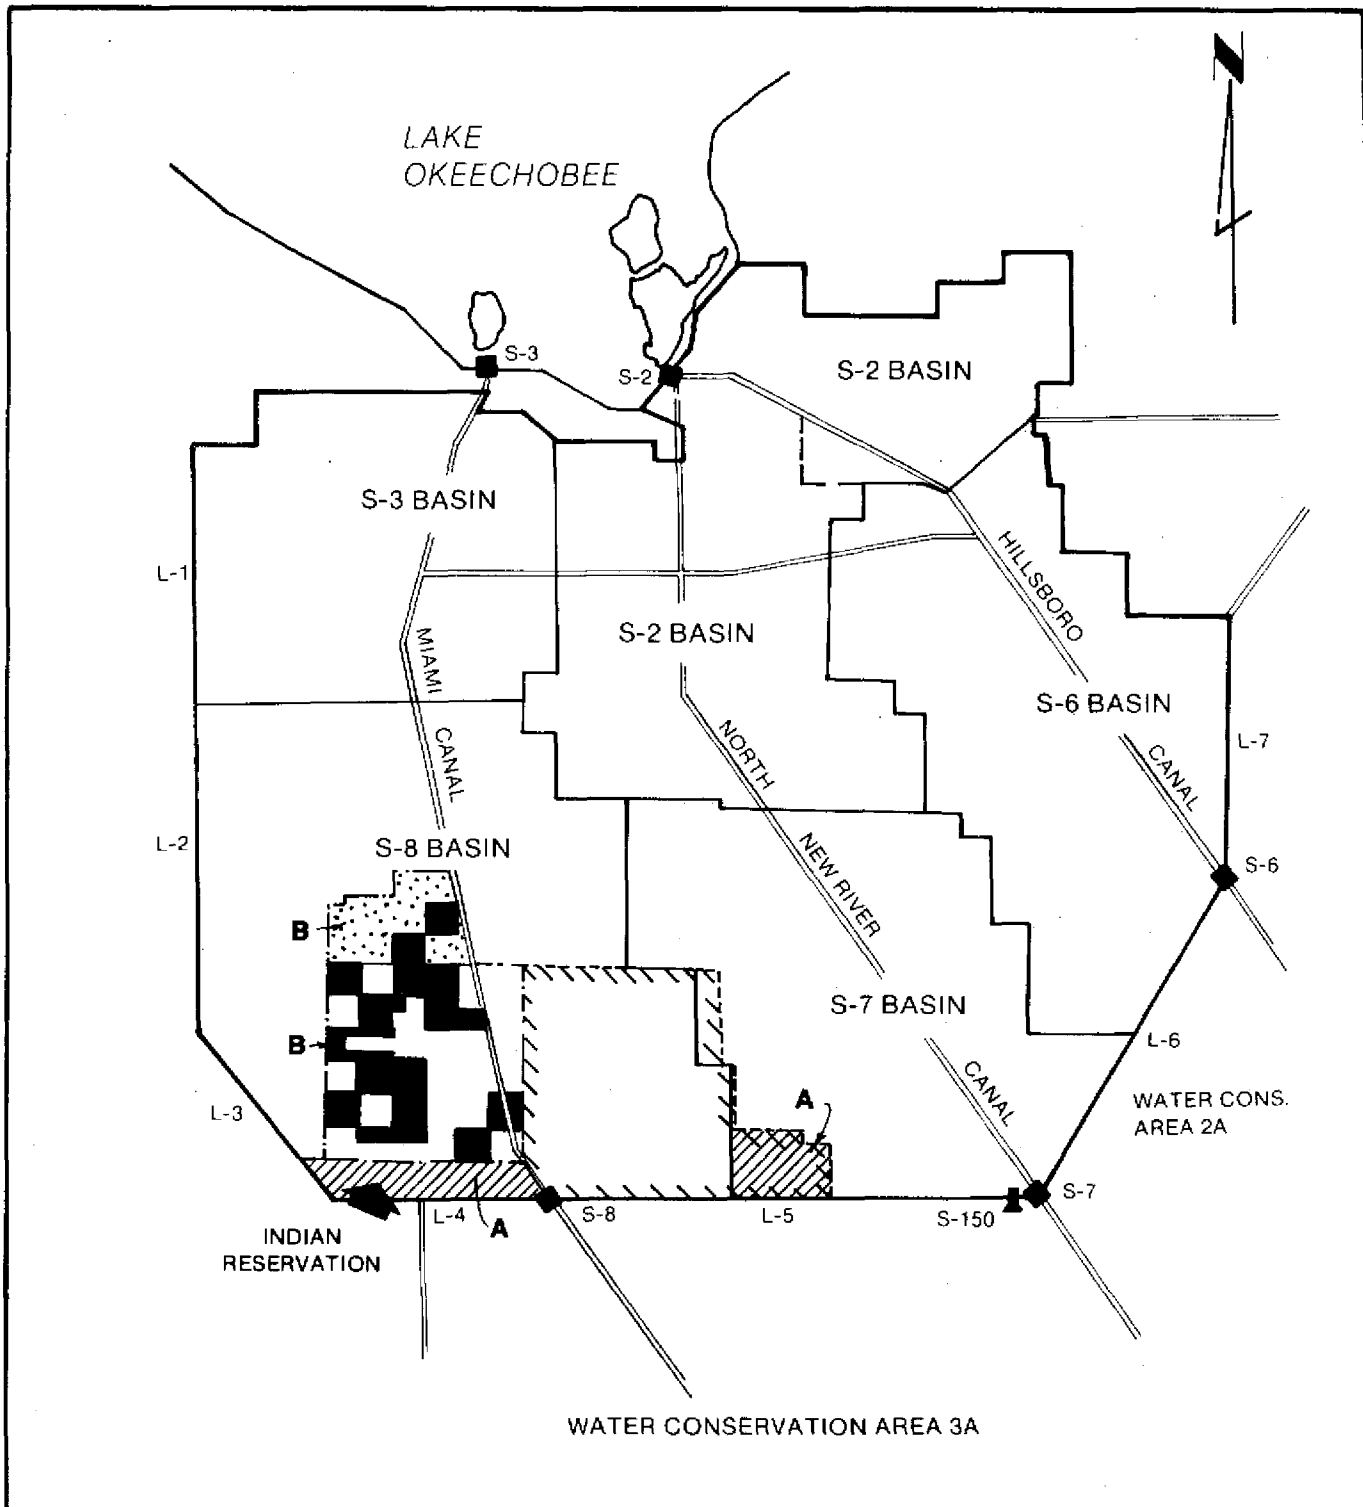 N
LAKE
OKEECHOBEE
S-3
S-2
S-2 BASIN
S-3 BASIN
L-1
HILLSBORO
S-2 BASIN
MIAMI
S-6 BASIN
CANAL
NORTH
L-7
CANAL
L-2
S-8 BASIN
NEW RIVER
S-6
B
S-7 BASIN
B
L-6
CANAL
A
WATER CONS.
AREA 2A
L-3
L-4
A
S-8
L-5
S-150
S-7
INDIAN
RESERVATION
WATER CONSERVATION AREA 3A